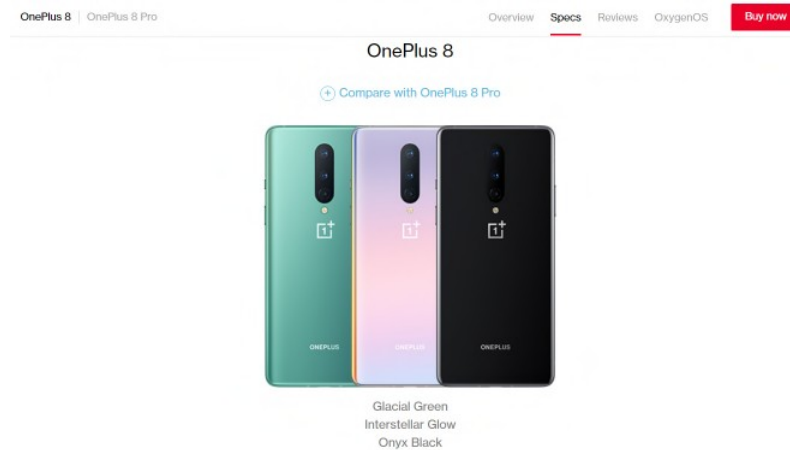 OnePlus 8 | OnePlus 8 Pro Overview Specs Reviews OxygenOS Buy now
OnePlus 8
+ Compare with OnePlus 8 Pro
ONEPLUS ONEPLUS ONEPLUS
Glacial Green
Interstellar Glow
Onyx Black